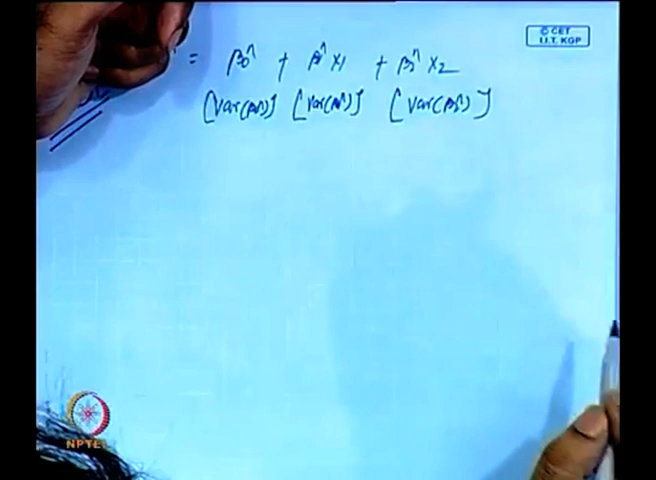 © CET
I.I.T. KGP
= β0^ + β1^ X1 + β2^ X2
[Var(β0^)] [Var(β1^)] [Var(β2^)]
NPTEL